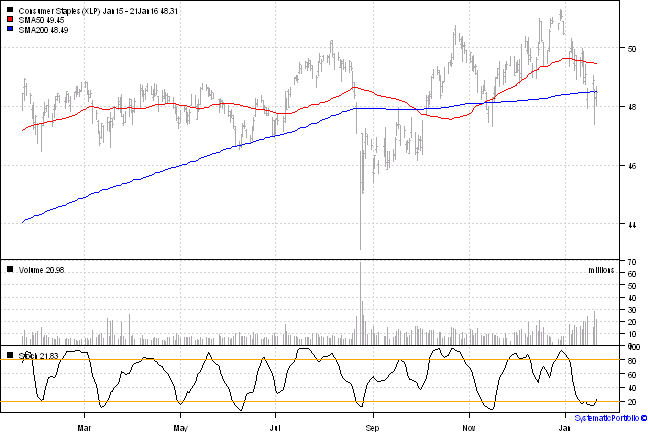 Consumer Staples (XLP) Jan15 - 21Jan16 48.31
SMA50 49.45
SMA200 48.49
50
48
46
44
Volume 20.98
millions
70
60
50
40
30
20
10
0
Stoch 21.83
100
80
60
40
20
Mar May Jul Sep Nov Jan
SystematicPortfolio ©